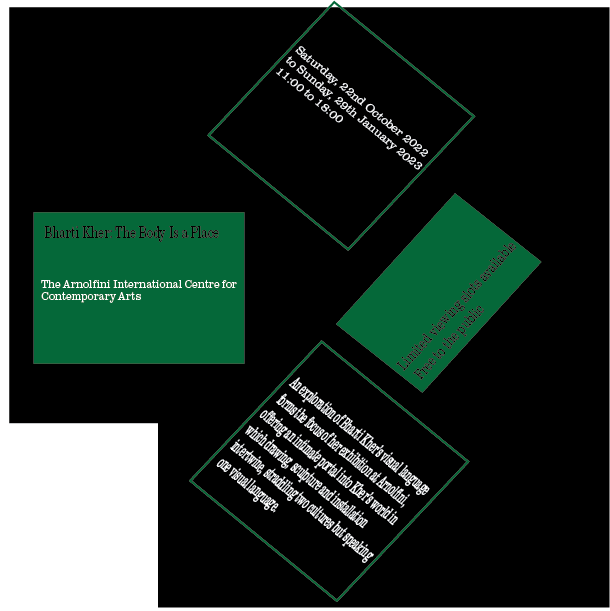 Saturday, 22nd October 2022
to Sunday, 29th January 2023
11:00 to 18:00
Bharti Kher: The Body Is a Place.
The Arnolfini International Centre for
Contemporary Arts
Limited viewing slots available.
Free to the public.
An exploration of Bharti Kher's visual language
forms the focus of her exhibition at Arnolfini,
offering an intimate portal into Kher's world in
which drawing, sculpture and installation
intertwine, straddling two cultures but speaking
one visual language.